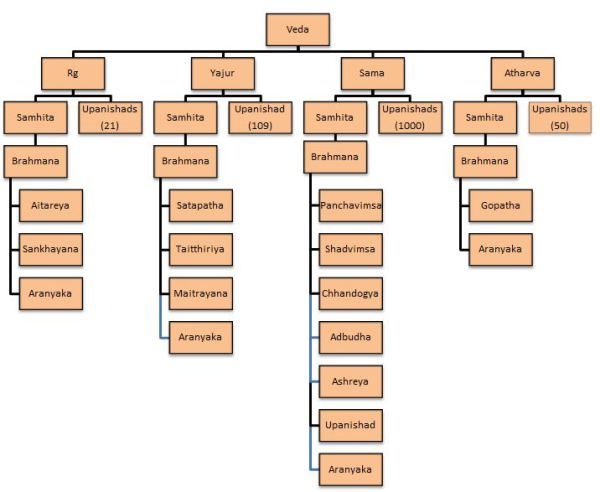 Veda
Rg
Yajur
Sama
Atharva
Samhita
Upanishads
(21)
Samhita
Upanishad
(109)
Samhita
Upanishads
(1000)
Samhita
Upanishads
(50)
Brahmana
Aitareya
Sankhayana
Aranyaka
Brahmana
Satapatha
Taitthiriya
Maitrayana
Aranyaka
Brahmana
Panchavimsa
Shadvimsa
Chhandogya
Adbudha
Ashreya
Upanishad
Aranyaka
Brahmana
Gopatha
Aranyaka